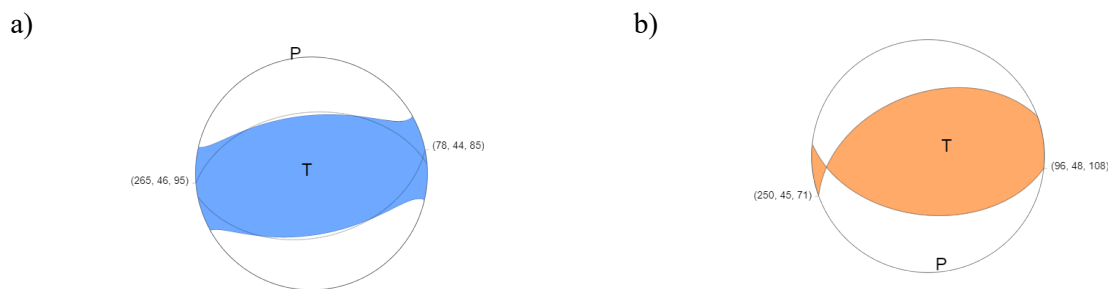 a)
P
T
(265, 46, 95)
(78, 44, 85)
b)
T
(250, 45, 71)
(96, 48, 108)
P